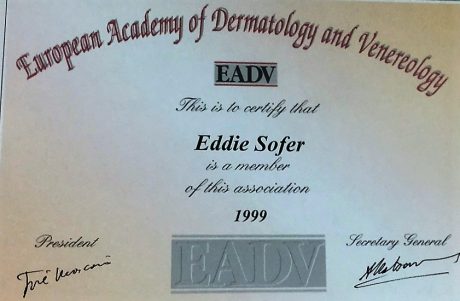 European Academy of Dermatology and Venereology
EADV
This is to certify that
Eddie Sofer
is a member
of this association
1999
President
Secretary General
EADV